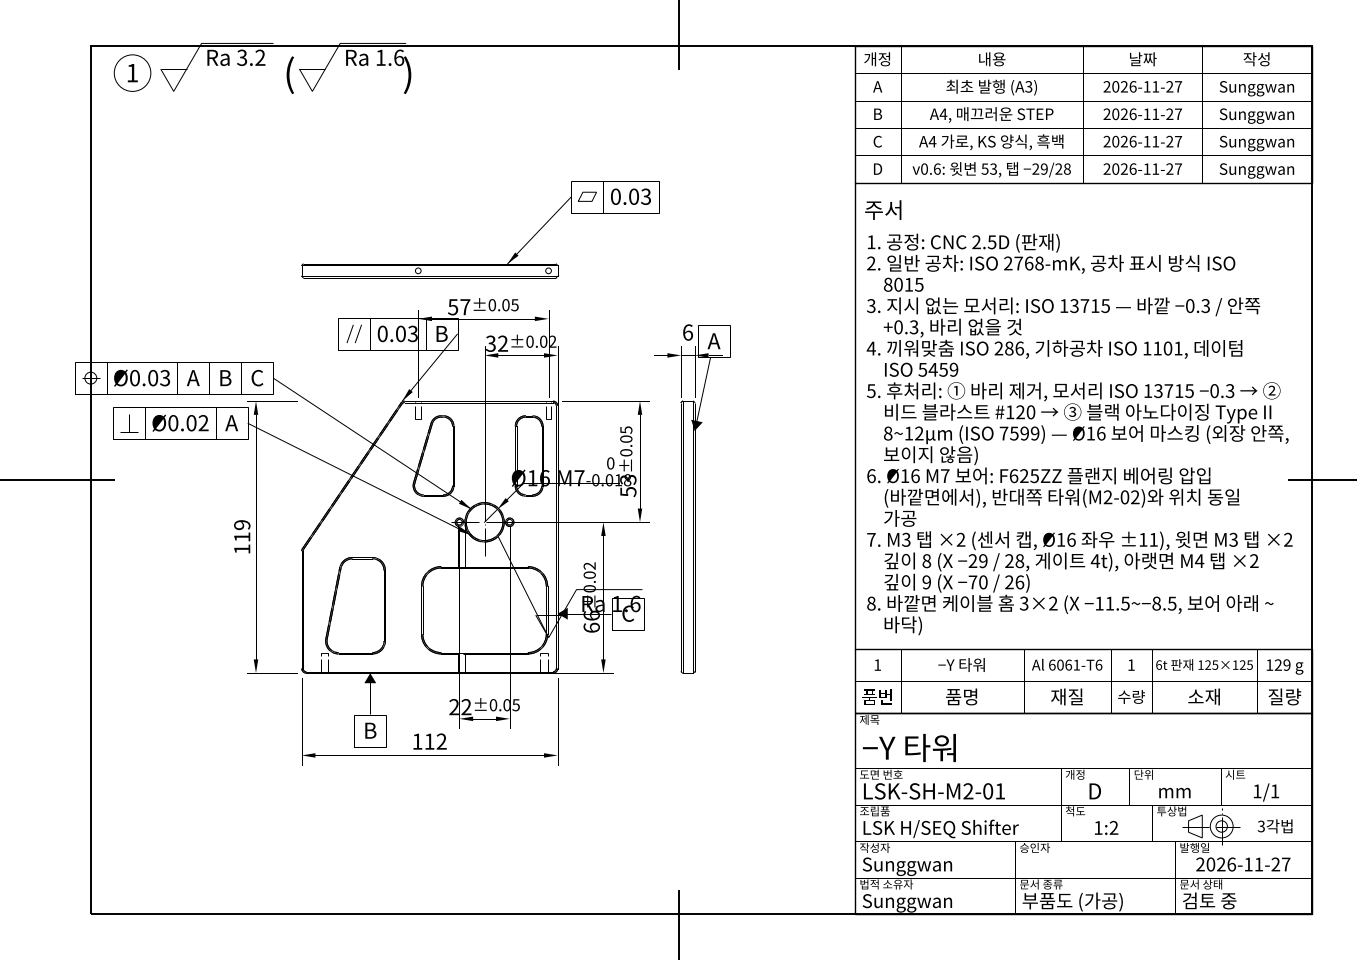 1 Ra 3.2 ( Ra 1.6 )
0.03
57±0.05
// 0.03 B
32±0.02
6
A
⌖ Ø0.03 A B C
⊥ Ø0.02 A
0
Ø16 M7 -0.018
53±0.05
119
66±0.02
Ra 1.6
C
22±0.05
B
112
개정 내용 날짜 작성
A 최초 발행 (A3) 2026-11-27 Sunggwan
B A4, 매끄러운 STEP 2026-11-27 Sunggwan
C A4 가로, KS 양식, 흑백 2026-11-27 Sunggwan
D v0.6: 윗변 53, 탭 −29/28 2026-11-27 Sunggwan
주서
1. 공정: CNC 2.5D (판재)
2. 일반 공차: ISO 2768-mK, 공차 표시 방식 ISO
8015
3. 지시 없는 모서리: ISO 13715 — 바깥 −0.3 / 안쪽
+0.3, 바리 없을 것
4. 끼워맞춤 ISO 286, 기하공차 ISO 1101, 데이텀
ISO 5459
5. 후처리: ① 바리 제거, 모서리 ISO 13715 −0.3 → ②
비드 블라스트 #120 → ③ 블랙 아노다이징 Type II
8~12µm (ISO 7599) — Ø16 보어 마스킹 (외장 안쪽,
보이지 않음)
6. Ø16 M7 보어: F625ZZ 플랜지 베어링 압입
(바깥면에서), 반대쪽 타워(M2-02)와 위치 동일
가공
7. M3 탭 ×2 (센서 캡, Ø16 좌우 ±11), 윗면 M3 탭 ×2
깊이 8 (X −29 / 28, 게이트 4t), 아랫면 M4 탭 ×2
깊이 9 (X −70 / 26)
8. 바깥면 케이블 홈 3×2 (X −11.5~−8.5, 보어 아래 ~
바닥)
1 −Y 타워 Al 6061-T6 1 6t 판재 125×125 129 g
품번 품명 재질 수량 소재 질량
제목
−Y 타워
도면 번호 개정 단위 시트
LSK-SH-M2-01 D mm 1/1
조립품 척도 투상법
LSK H/SEQ Shifter 1:2 3각법
작성자 승인자 발행일
Sunggwan 2026-11-27
법적 소유자 문서 종류 문서 상태
Sunggwan 부품도 (가공) 검토 중